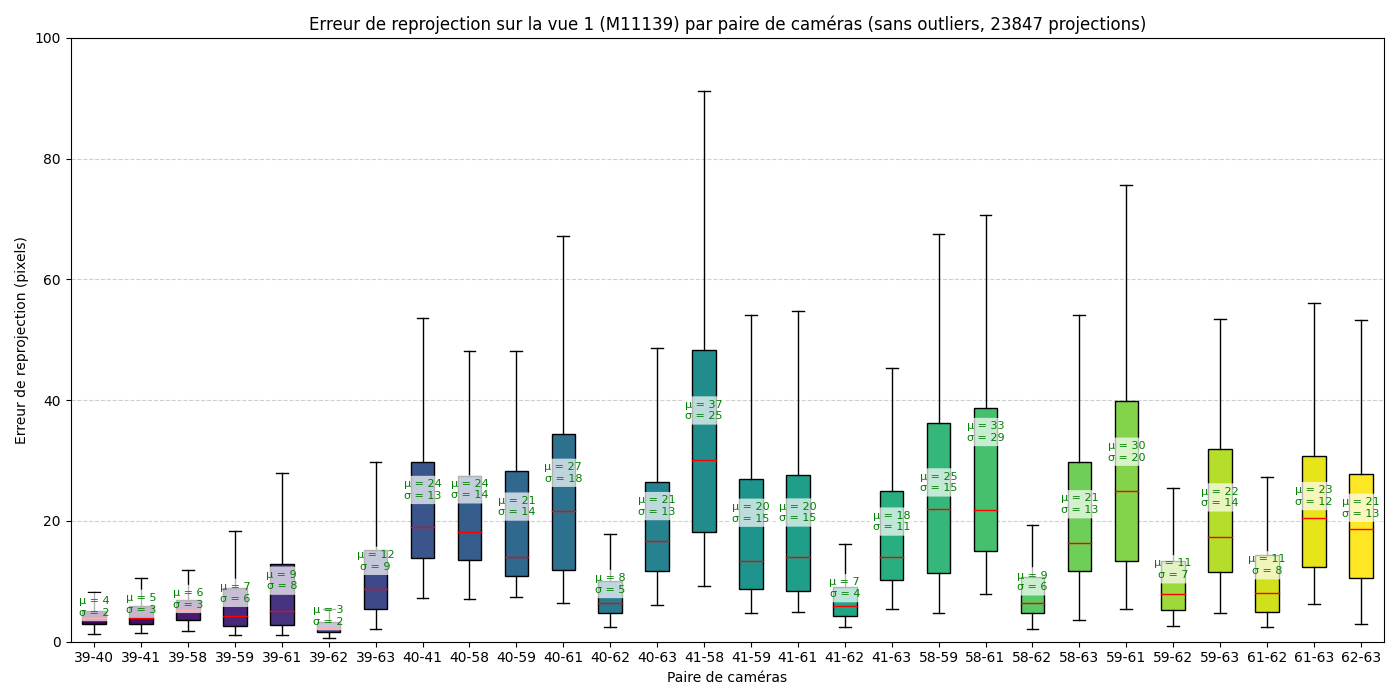 Erreur de reprojection sur la vue 1 (M11139) par paire de caméras (sans outliers, 23847 projections)
Erreur de reprojection (pixels)
100
80
60
40
20
0
μ = 4
σ = 2
μ = 5
σ = 3
μ = 6
σ = 3
μ = 7
σ = 6
μ = 9
σ = 8
μ = 3
σ = 2
μ = 12
σ = 9
μ = 24
σ = 13
μ = 24
σ = 14
μ = 21
σ = 14
μ = 27
σ = 18
μ = 8
σ = 5
μ = 21
σ = 13
μ = 37
σ = 25
μ = 20
σ = 15
μ = 20
σ = 15
μ = 7
σ = 4
μ = 18
σ = 11
μ = 25
σ = 15
μ = 33
σ = 29
μ = 9
σ = 6
μ = 21
σ = 13
μ = 30
σ = 20
μ = 11
σ = 7
μ = 22
σ = 14
μ = 11
σ = 8
μ = 23
σ = 12
μ = 21
σ = 13
39-40 39-41 39-58 39-59 39-61 39-62 39-63 40-41 40-58 40-59 40-61 40-62 40-63 41-58 41-59 41-61 41-62 41-63 58-59 58-61 58-62 58-63 59-61 59-62 59-63 61-62 61-63 62-63
Paire de caméras